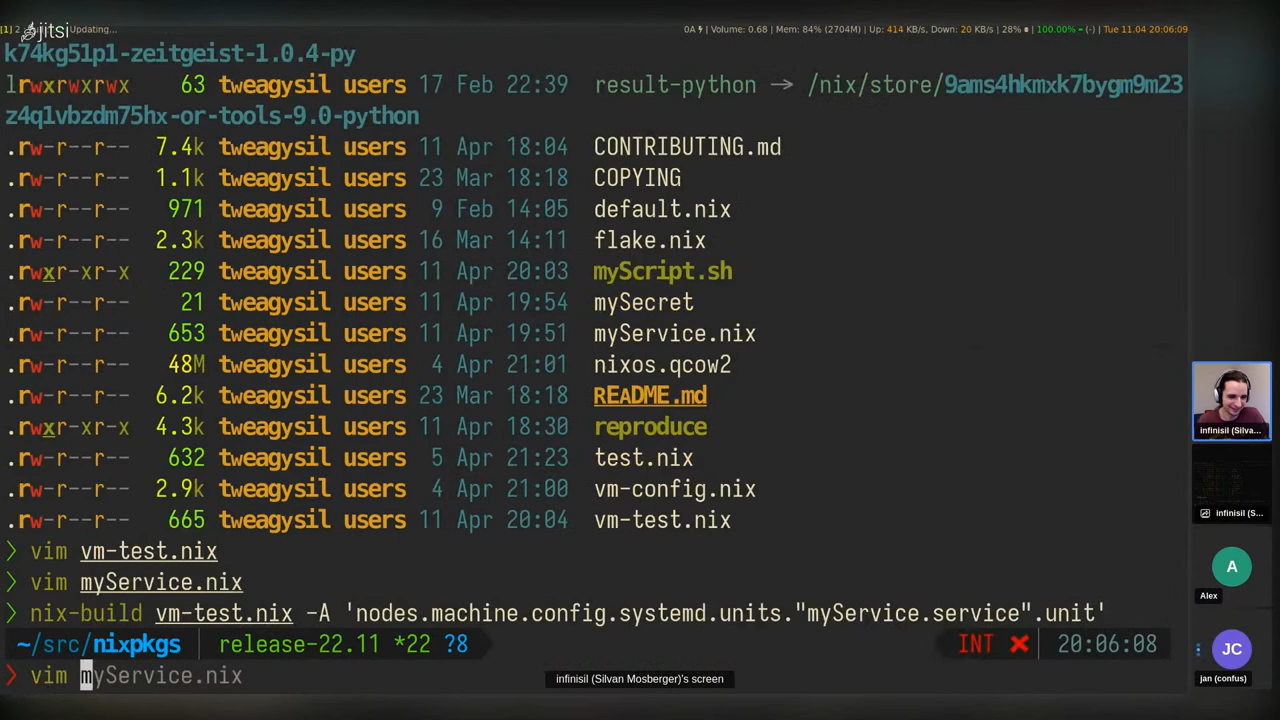 [1] 2 Updating...
jitsi
0A | Volume: 0.68 | Mem: 84% (2704M) | Up: 414 KB/s, Down: 20 KB/s | 28% | 100.00% (-) | Tue 11.04 20:06:09
k74kg51p1-zeitgeist-1.0.4-py
lrwxrwxrwx 63 tweagysil users 17 Feb 22:39 result-python → /nix/store/9ams4hkmxk7bygm9m23
z4q1vbzdm75hx-or-tools-9.0-python
.rw-r--r-- 7.4k tweagysil users 11 Apr 18:04 CONTRIBUTING.md
.rw-r--r-- 1.1k tweagysil users 23 Mar 18:18 COPYING
.rw-r--r-- 971 tweagysil users 9 Feb 14:05 default.nix
.rw-r--r-- 2.3k tweagysil users 16 Mar 14:11 flake.nix
.rwxr-xr-x 229 tweagysil users 11 Apr 20:03 myScript.sh
.rw-r--r-- 21 tweagysil users 11 Apr 19:54 mySecret
.rw-r--r-- 653 tweagysil users 11 Apr 19:51 myService.nix
.rw-r--r-- 48M tweagysil users 4 Apr 21:01 nixos.qcow2
.rw-r--r-- 6.2k tweagysil users 23 Mar 18:18 README.md
.rwxr-xr-x 4.3k tweagysil users 11 Apr 18:30 reproduce
.rw-r--r-- 632 tweagysil users 5 Apr 21:23 test.nix
.rw-r--r-- 2.9k tweagysil users 4 Apr 21:00 vm-config.nix
.rw-r--r-- 665 tweagysil users 11 Apr 20:04 vm-test.nix
❯ vim vm-test.nix
❯ vim myService.nix
❯ nix-build vm-test.nix -A 'nodes.machine.config.systemd.units."myService.service".unit'
~/src/nixpkgs release-22.11 *22 ?8 INT ✘ 20:06:08
❯ vim myService.nix
infinisil (Silvan Mosberger)'s screen
infinisil (Silva...
infinisil (S...
A
Alex
JC
jan (confus)